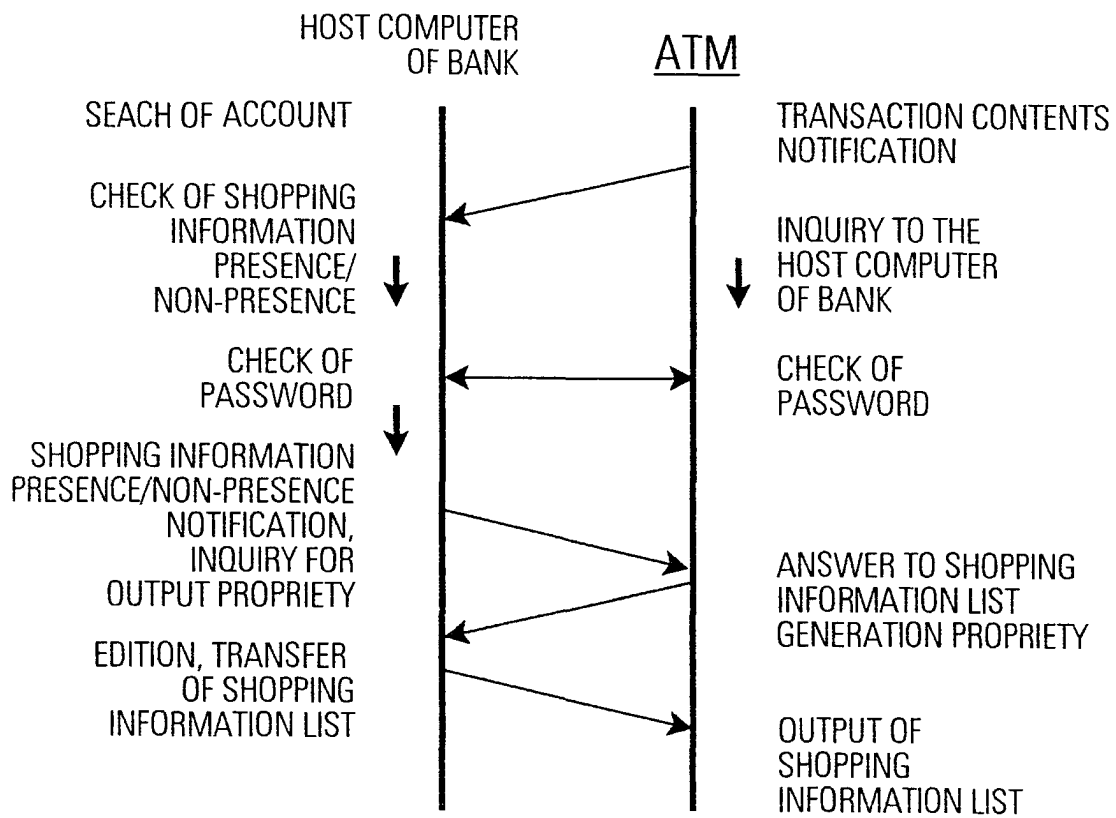 HOST COMPUTER
OF BANK
ATM
SEACH OF ACCOUNT
TRANSACTION CONTENTS
NOTIFICATION
CHECK OF SHOPPING
INFORMATION
PRESENCE/
NON-PRESENCE
INQUIRY TO THE
HOST COMPUTER
OF BANK
CHECK OF
PASSWORD
CHECK OF
PASSWORD
SHOPPING INFORMATION
PRESENCE/NON-PRESENCE
NOTIFICATION,
INQUIRY FOR
OUTPUT PROPRIETY
ANSWER TO SHOPPING
INFORMATION LIST
GENERATION PROPRIETY
EDITION, TRANSFER
OF SHOPPING
INFORMATION LIST
OUTPUT OF
SHOPPING
INFORMATION LIST